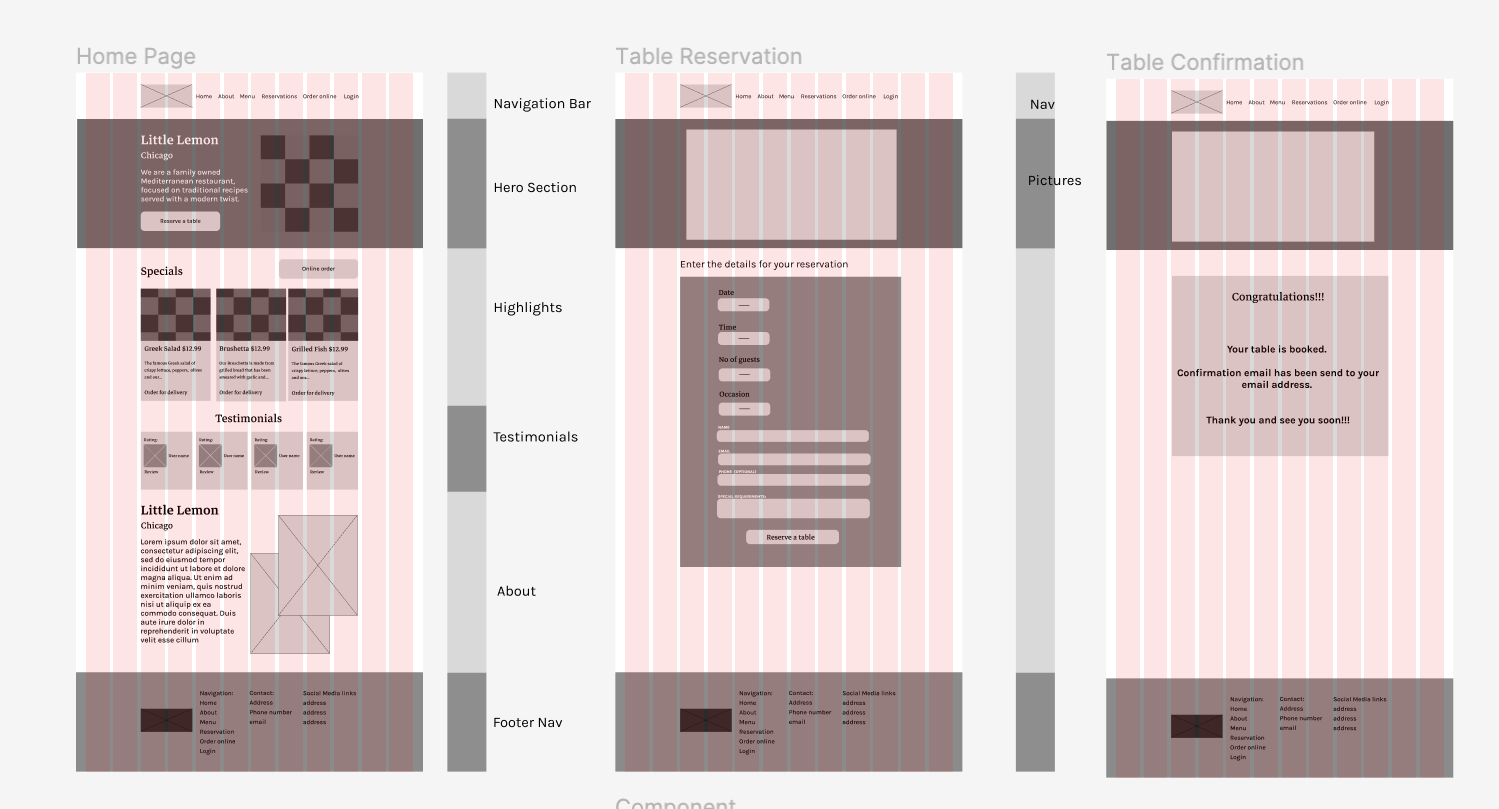 Home Page
Home About Menu Reservations Order online Login
Little Lemon
Chicago
We are a family owned
Mediterranean restaurant,
focused on traditional recipes
served with a modern twist.
Reserve a table
Specials
Online order
Greek Salad $12.99
The famous Greek salad of
crispy lettuce, peppers, olives
and our...
Order for delivery
Brushetta $12.99
Our Bruschetta is made from
grilled bread that has been
smeared with garlic and...
Order for delivery
Grilled Fish $12.99
The famous Greek salad of
crispy lettuce, peppers, olives
and our...
Order for delivery
Testimonials
Rating:
User name
Review
Rating:
User name
Review
Rating:
User name
Review
Rating:
User name
Review
Little Lemon
Chicago
Lorem ipsum dolor sit amet,
consectetur adipiscing elit,
sed do eiusmod tempor
incididunt ut labore et dolore
magna aliqua. Ut enim ad
minim veniam, quis nostrud
exercitation ullamco laboris
nisi ut aliquip ex ea
commodo consequat. Duis
aute irure dolor in
reprehenderit in voluptate
velit esse cillum
Navigation:
Home
About
Menu
Reservation
Order online
Login
Contact:
Address
Phone number
email
Social Media links
address
address
address
Navigation Bar
Hero Section
Highlights
Testimonials
About
Footer Nav
Table Reservation
Home About Menu Reservations Order online Login
Enter the details for your reservation
Date
Time
No of guests
Occasion
NAME
EMAIL
PHONE (OPTIONAL)
SPECIAL REQUIREMENTS:
Reserve a table
Navigation:
Home
About
Menu
Reservation
Order online
Login
Contact:
Address
Phone number
email
Social Media links
address
address
address
Nav
Pictures
Table Confirmation
Home About Menu Reservations Order online Login
Congratulations!!!
Your table is booked.
Confirmation email has been send to your
email address.
Thank you and see you soon!!!
Navigation:
Home
About
Menu
Reservation
Order online
Login
Contact:
Address
Phone number
email
Social Media links
address
address
address
Component